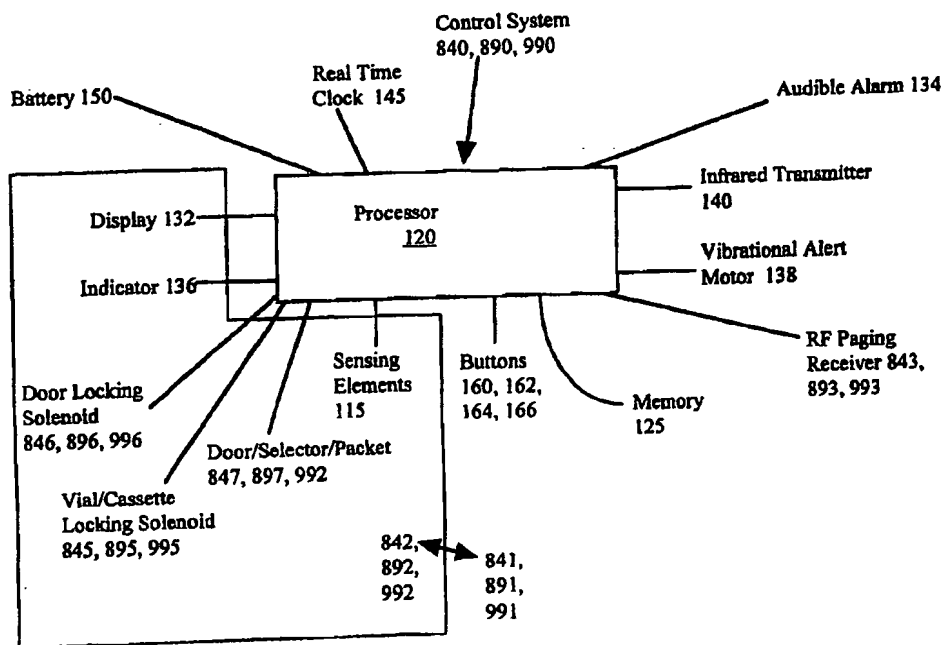 Control System
840, 890, 990
Real Time
Clock 145
Battery 150
Audible Alarm 134
Infrared Transmitter
140
Processor
120
Display 132
Vibrational Alert
Motor 138
Indicator 136
RF Paging
Receiver 843,
893, 993
Sensing
Elements
115
Buttons
160, 162,
164, 166
Memory
125
Door Locking
Solenoid
846, 896, 996
Door/Selector/Packet
847, 897, 992
Vial/Cassette
Locking Solenoid
845, 895, 995
842,
892,
992
841,
891,
991